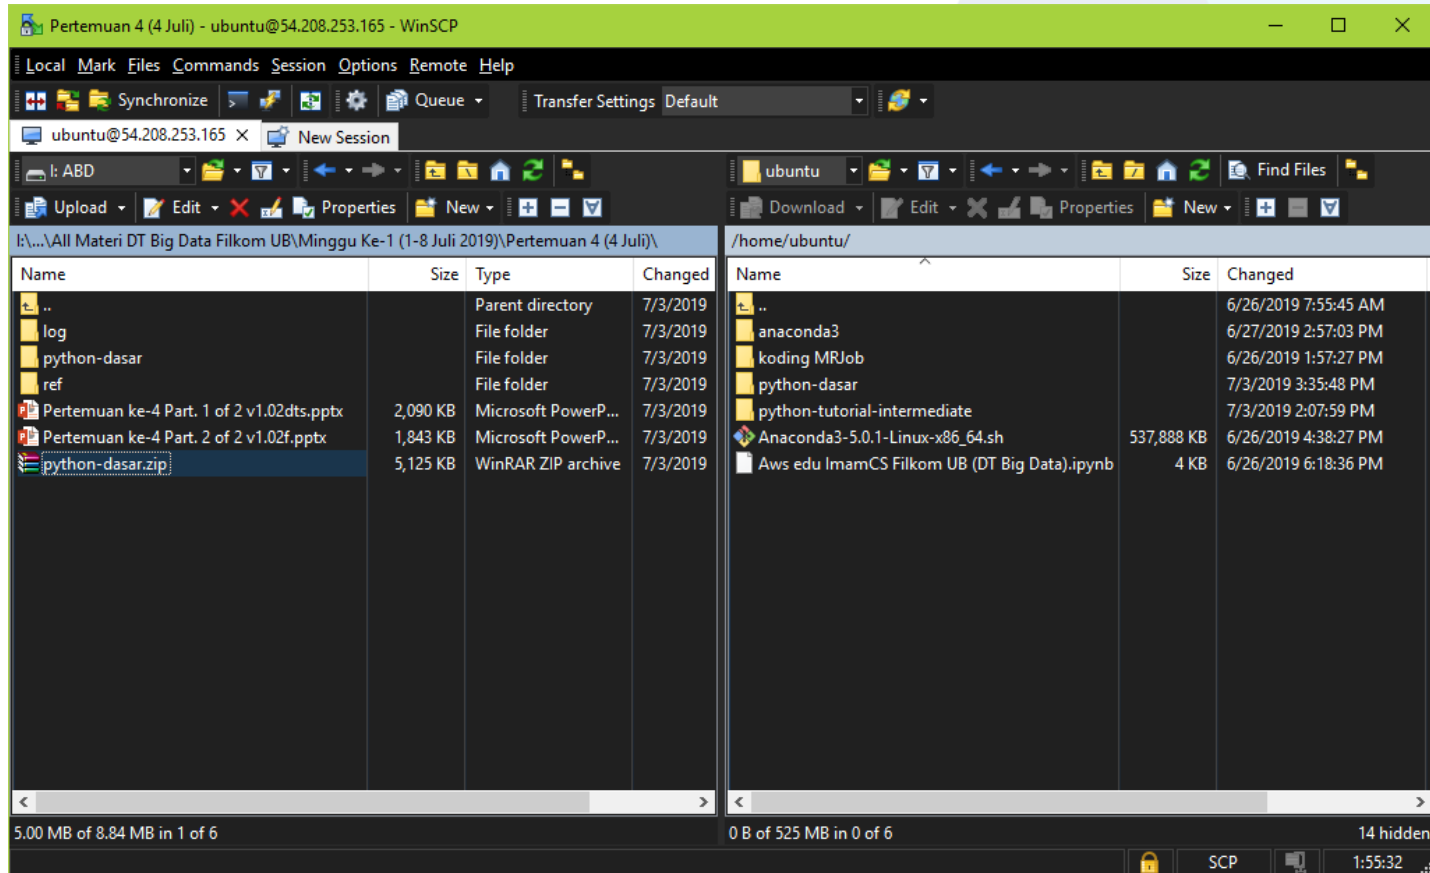 Pertemuan 4 (4 Juli) - ubuntu@54.208.253.165 - WinSCP
Local Mark Files Commands Session Options Remote Help
Synchronize Queue Transfer Settings Default
ubuntu@54.208.253.165 New Session
I: ABD ubuntu Find Files
Upload Edit Properties New Download Edit Properties New
I:\...\All Materi DT Big Data Filkom UB\Minggu Ke-1 (1-8 Juli 2019)\Pertemuan 4 (4 Juli)\ /home/ubuntu/
Name Size Type Changed Name Size Changed
.. Parent directory 7/3/2019 .. 6/26/2019 7:55:45 AM
log File folder 7/3/2019 anaconda3 6/27/2019 2:57:03 PM
python-dasar File folder 7/3/2019 koding MRJob 6/26/2019 1:57:27 PM
ref File folder 7/3/2019 python-dasar 7/3/2019 3:35:48 PM
Pertemuan ke-4 Part. 1 of 2 v1.02dts.pptx 2,090 KB Microsoft PowerP... 7/3/2019 python-tutorial-intermediate 7/3/2019 2:07:59 PM
Pertemuan ke-4 Part. 2 of 2 v1.02f.pptx 1,843 KB Microsoft PowerP... 7/3/2019 Anaconda3-5.0.1-Linux-x86_64.sh 537,888 KB 6/26/2019 4:38:27 PM
python-dasar.zip 5,125 KB WinRAR ZIP archive 7/3/2019 Aws edu ImamCS Filkom UB (DT Big Data).ipynb 4 KB 6/26/2019 6:18:36 PM
5.00 MB of 8.84 MB in 1 of 6 0 B of 525 MB in 0 of 6 14 hidden
SCP 1:55:32